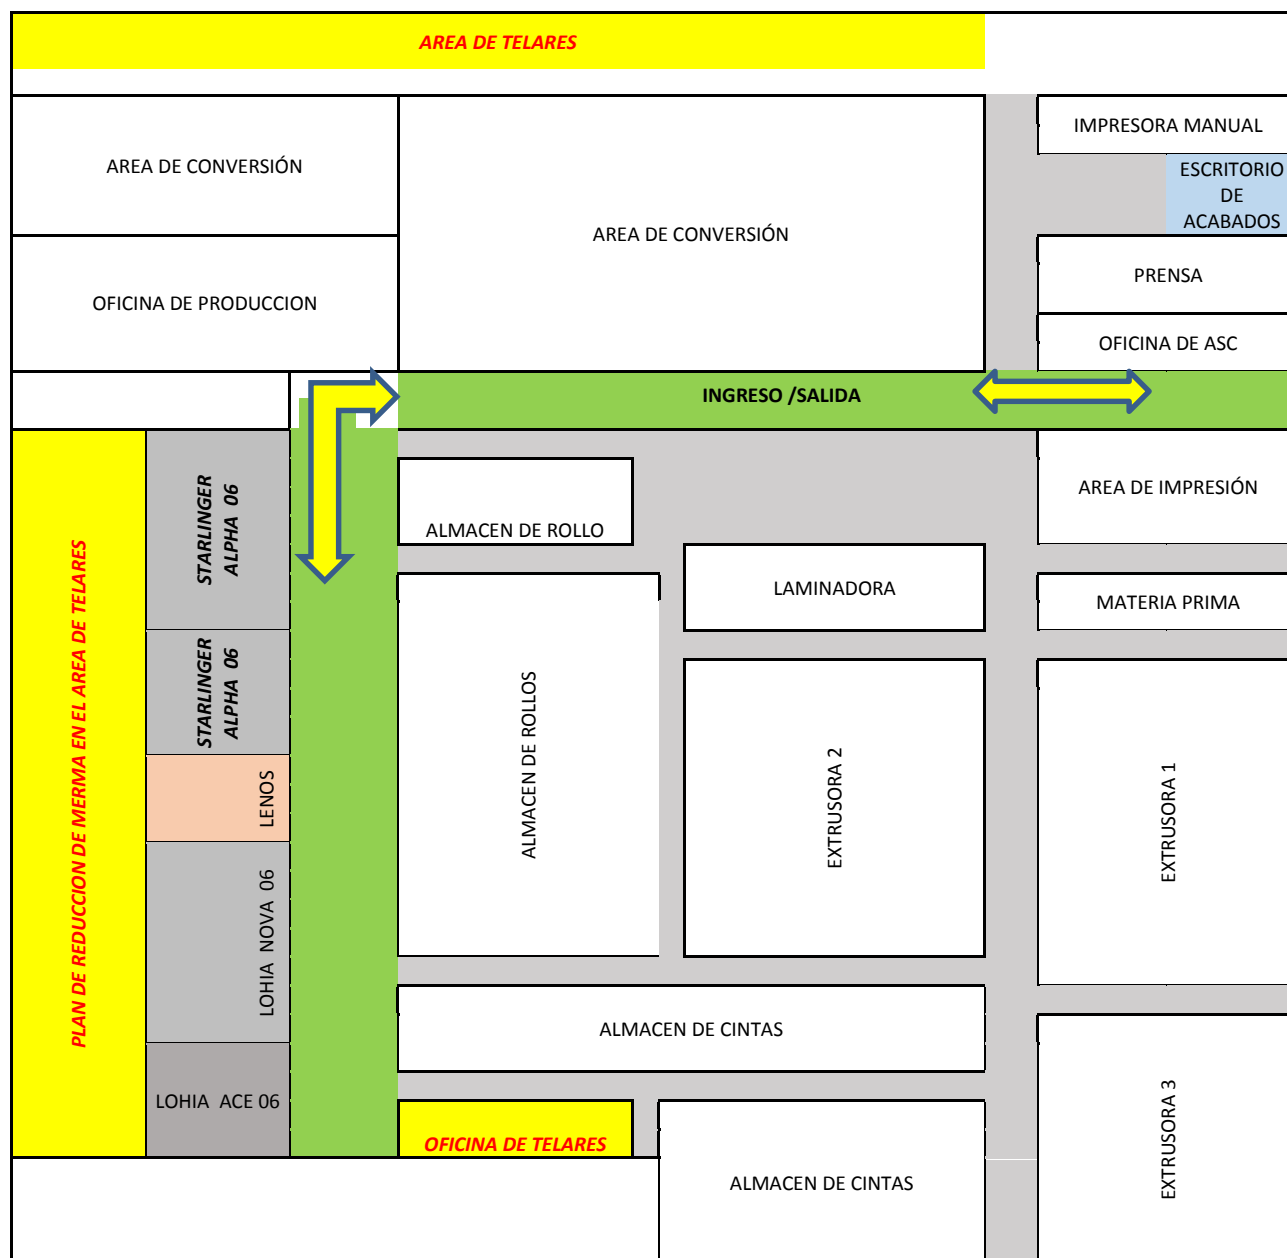 AREA DE TELARES
AREA DE CONVERSIÓN
AREA DE CONVERSIÓN
IMPRESORA MANUAL
ESCRITORIO
DE
ACABADOS
OFICINA DE PRODUCCION
PRENSA
OFICINA DE ASC
INGRESO /SALIDA
PLAN DE REDUCCION DE MERMA EN EL AREA DE TELARES
STARLINGER
ALPHA 06
STARLINGER
ALPHA 06
LENOS
LOHIA NOVA 06
LOHIA ACE 06
ALMACEN DE ROLLO
AREA DE IMPRESIÓN
LAMINADORA
MATERIA PRIMA
ALMACEN DE ROLLOS
EXTRUSORA 2
EXTRUSORA 1
ALMACEN DE CINTAS
OFICINA DE TELARES
ALMACEN DE CINTAS
EXTRUSORA 3